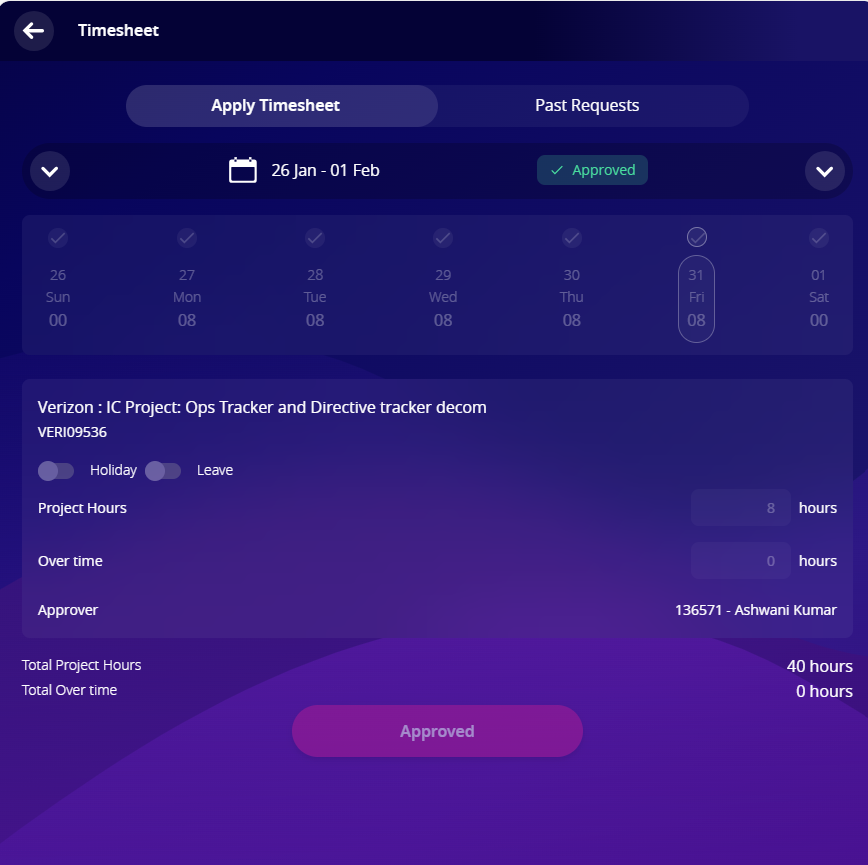 Timesheet
Apply Timesheet Past Requests
26 Jan - 01 Feb Approved
26 27 28 29 30 31 01
Sun Mon Tue Wed Thu Fri Sat
00 08 08 08 08 08 00
Verizon : IC Project: Ops Tracker and Directive tracker decom
VERI09536
Holiday Leave
Project Hours 8 hours
Over time 0 hours
Approver 136571 - Ashwani Kumar
Total Project Hours 40 hours
Total Over time 0 hours
Approved